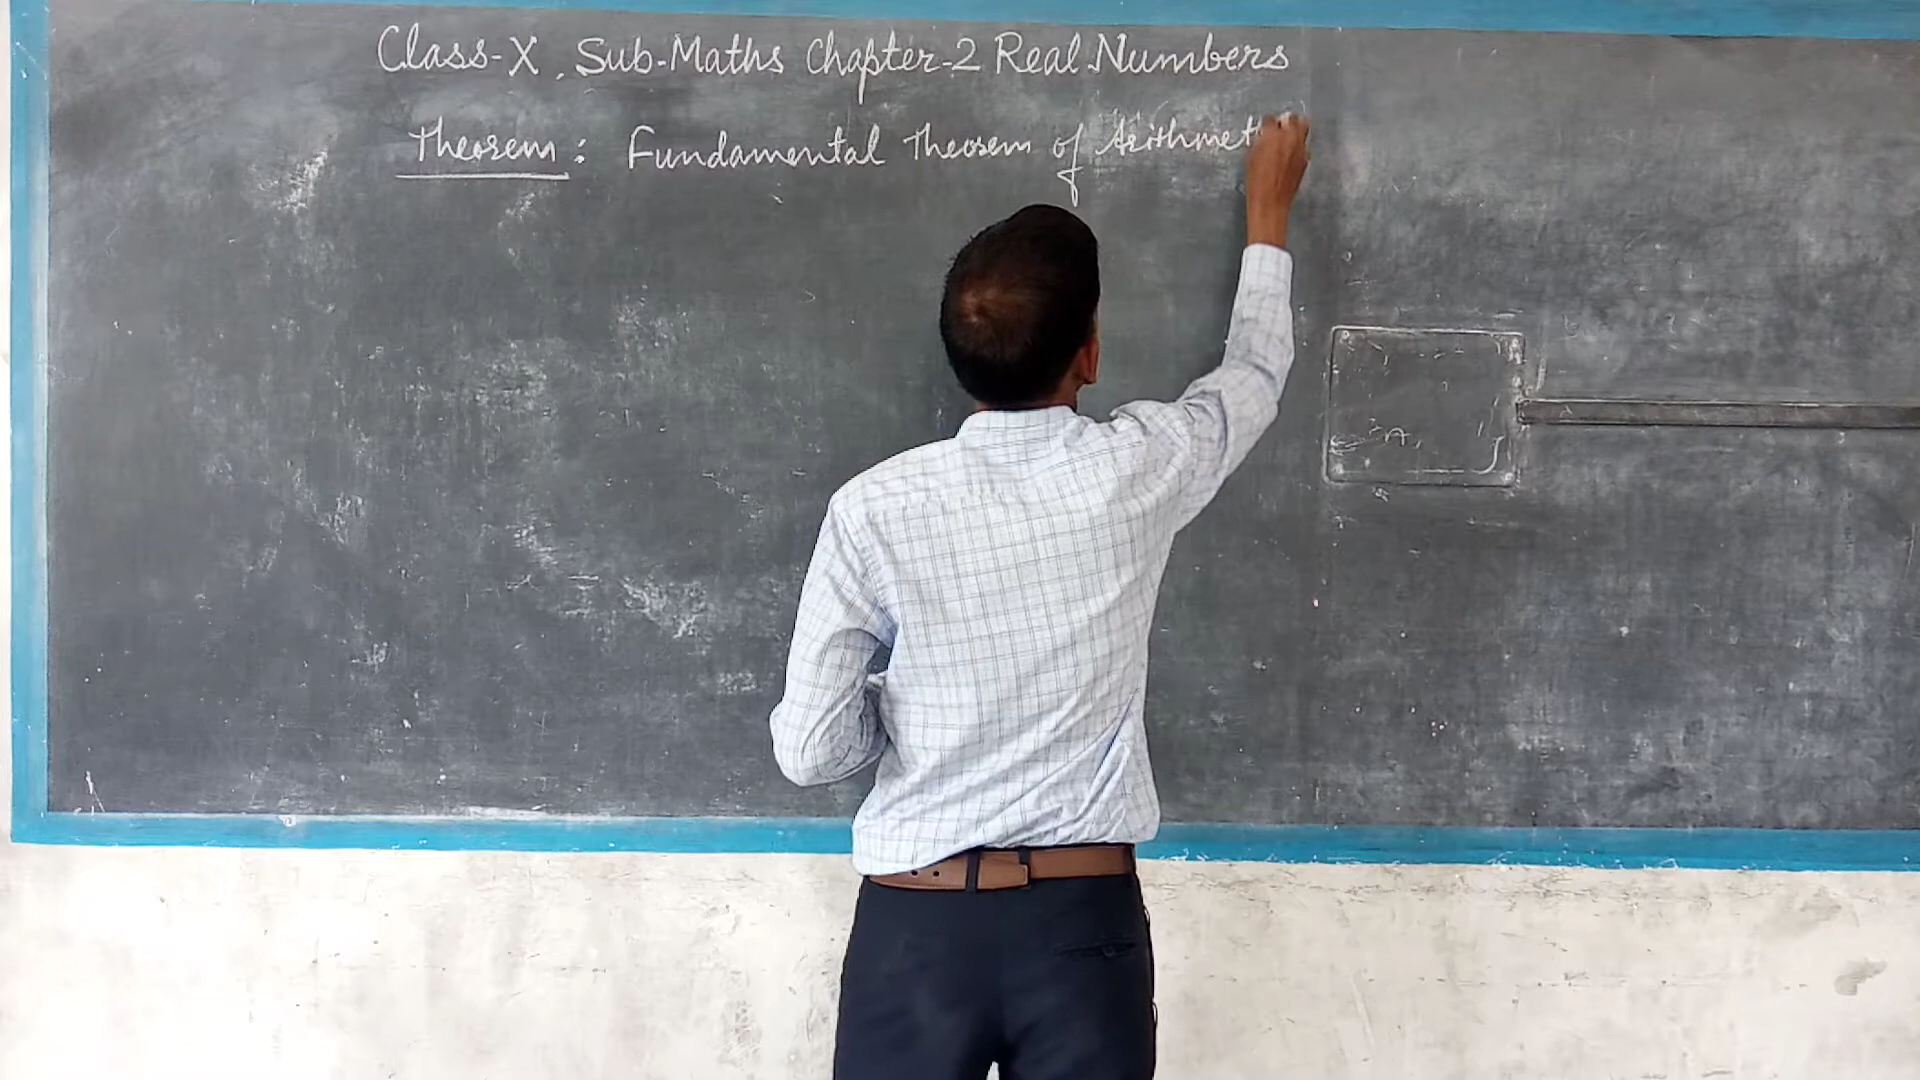 Class-X, Sub-Maths Chapter-2 Real Numbers
Theorem: Fundamental Theorem of Arithmet